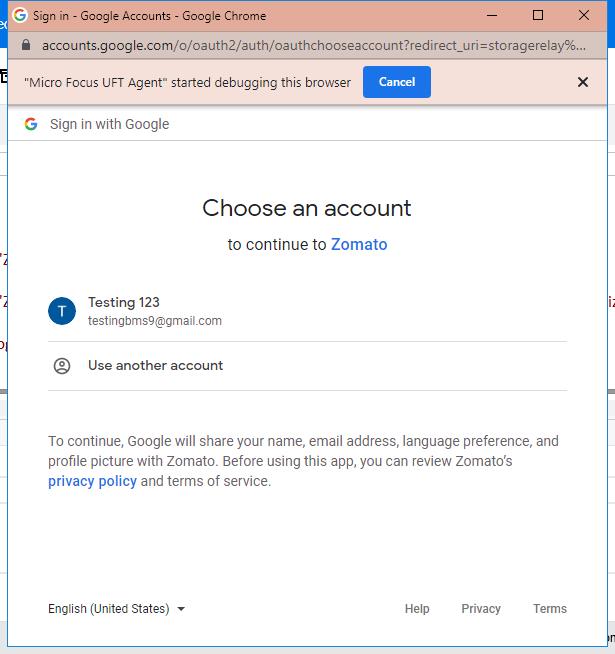 Sign in - Google Accounts - Google Chrome
accounts.google.com/o/oauth2/auth/oauthchooseaccount?redirect_uri=storagerelay%...
"Micro Focus UFT Agent" started debugging this browser
Cancel
Sign in with Google
Choose an account
to continue to Zomato
T
Testing 123
testingbms9@gmail.com
Use another account
To continue, Google will share your name, email address, language preference, and
profile picture with Zomato. Before using this app, you can review Zomato's
privacy policy and terms of service.
English (United States)
Help Privacy Terms